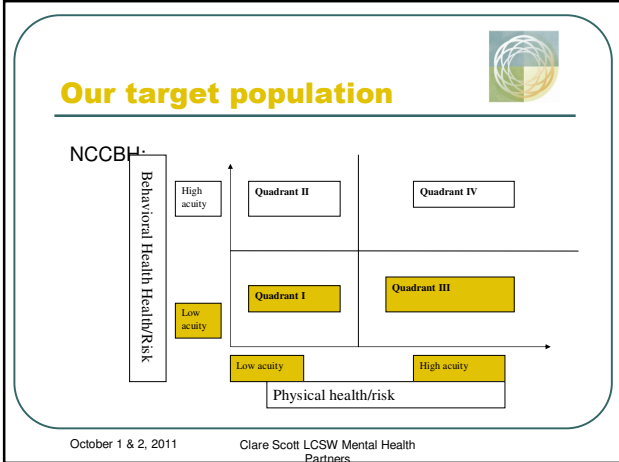 Our target population
NCCBH:
Behavioral Health Health/Risk
High
acuity
Quadrant II
Quadrant IV
Low
acuity
Quadrant I
Quadrant III
Low acuity
High acuity
Physical health/risk
October 1 & 2, 2011
Clare Scott LCSW Mental Health
Partners